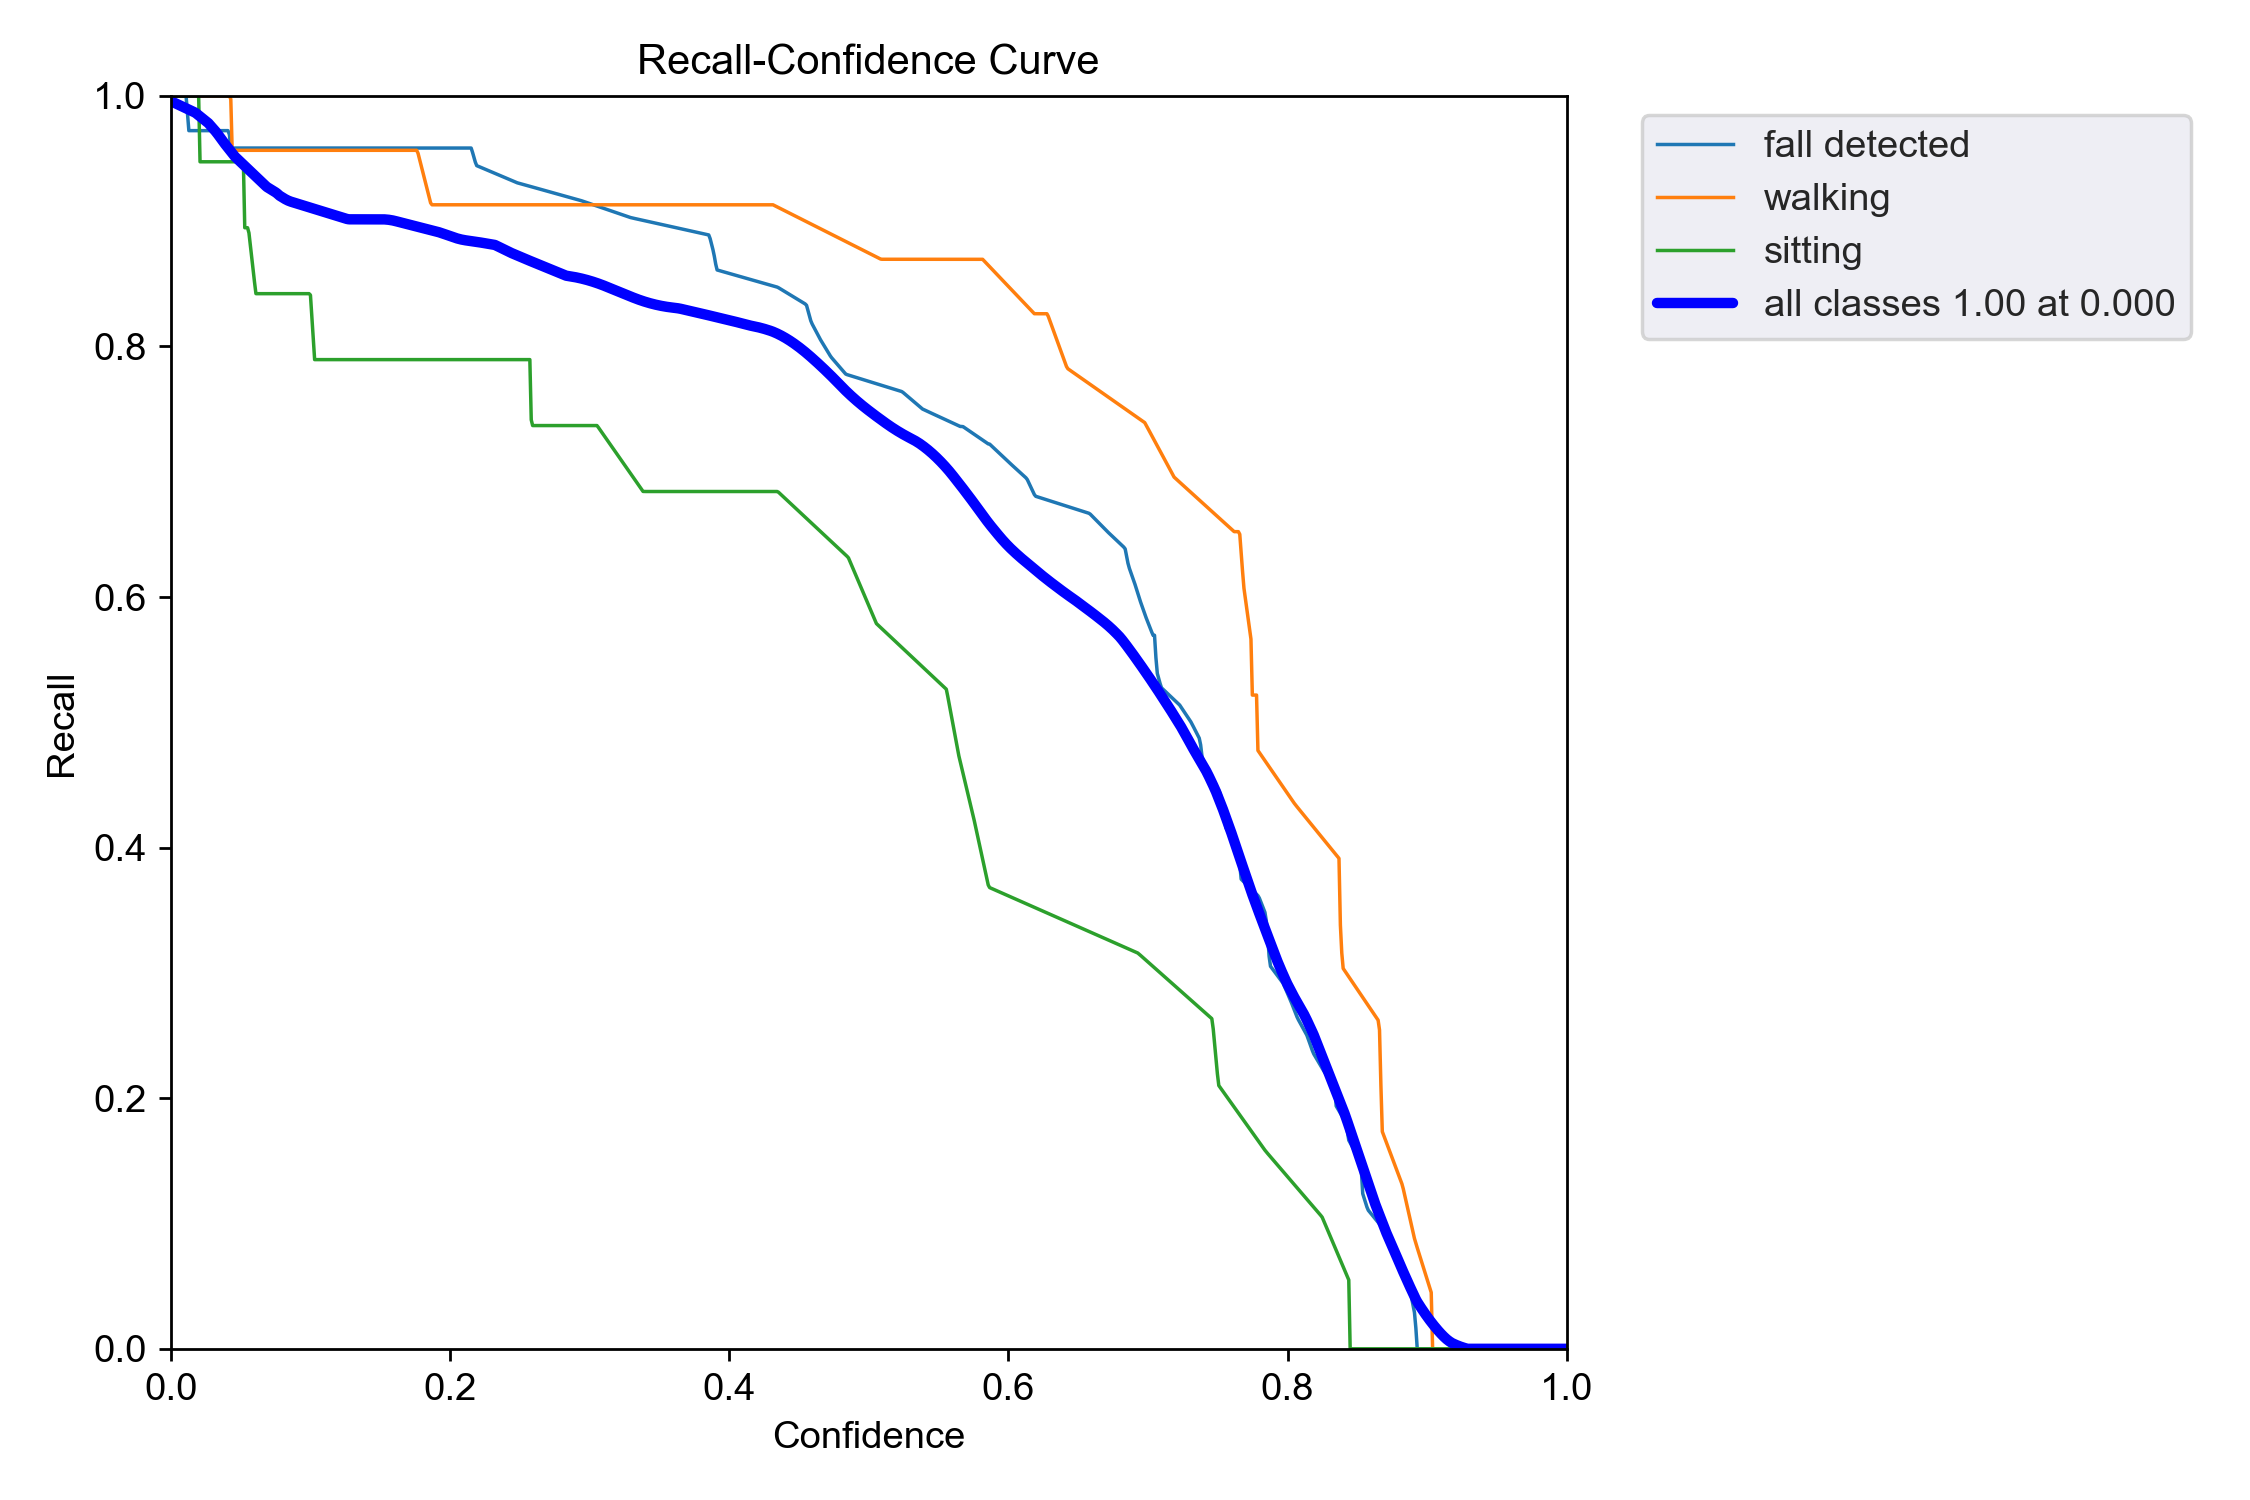 Recall-Confidence Curve
1.0
0.8
0.6
0.4
0.2
0.0
Recall
0.0 0.2 0.4 0.6 0.8 1.0
Confidence
fall detected
walking
sitting
all classes 1.00 at 0.000